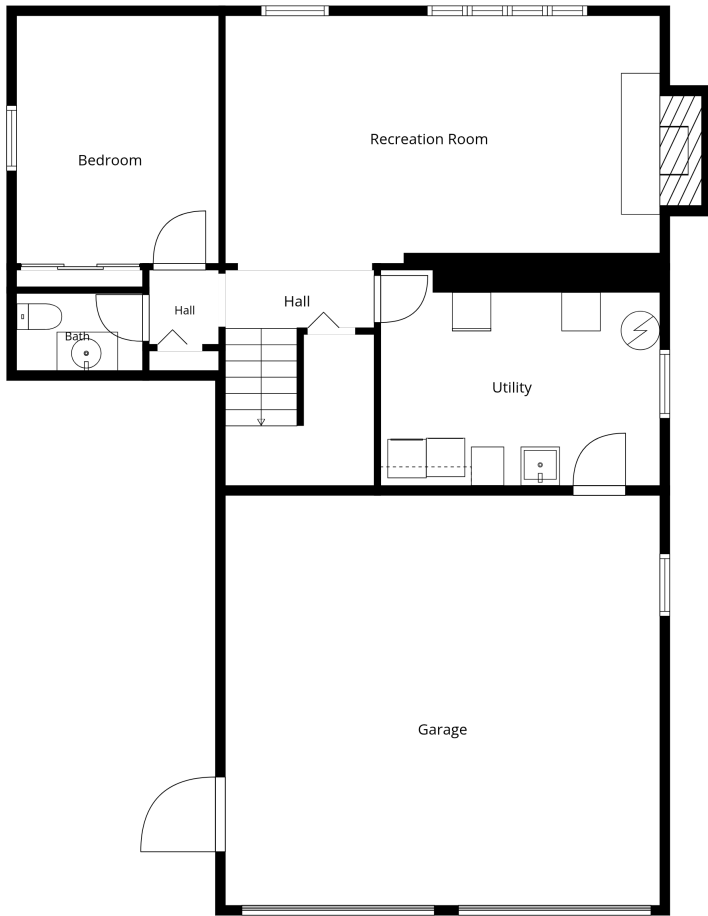 Recreation Room
Bedroom
Hall
Hall
Bath
Utility
Garage